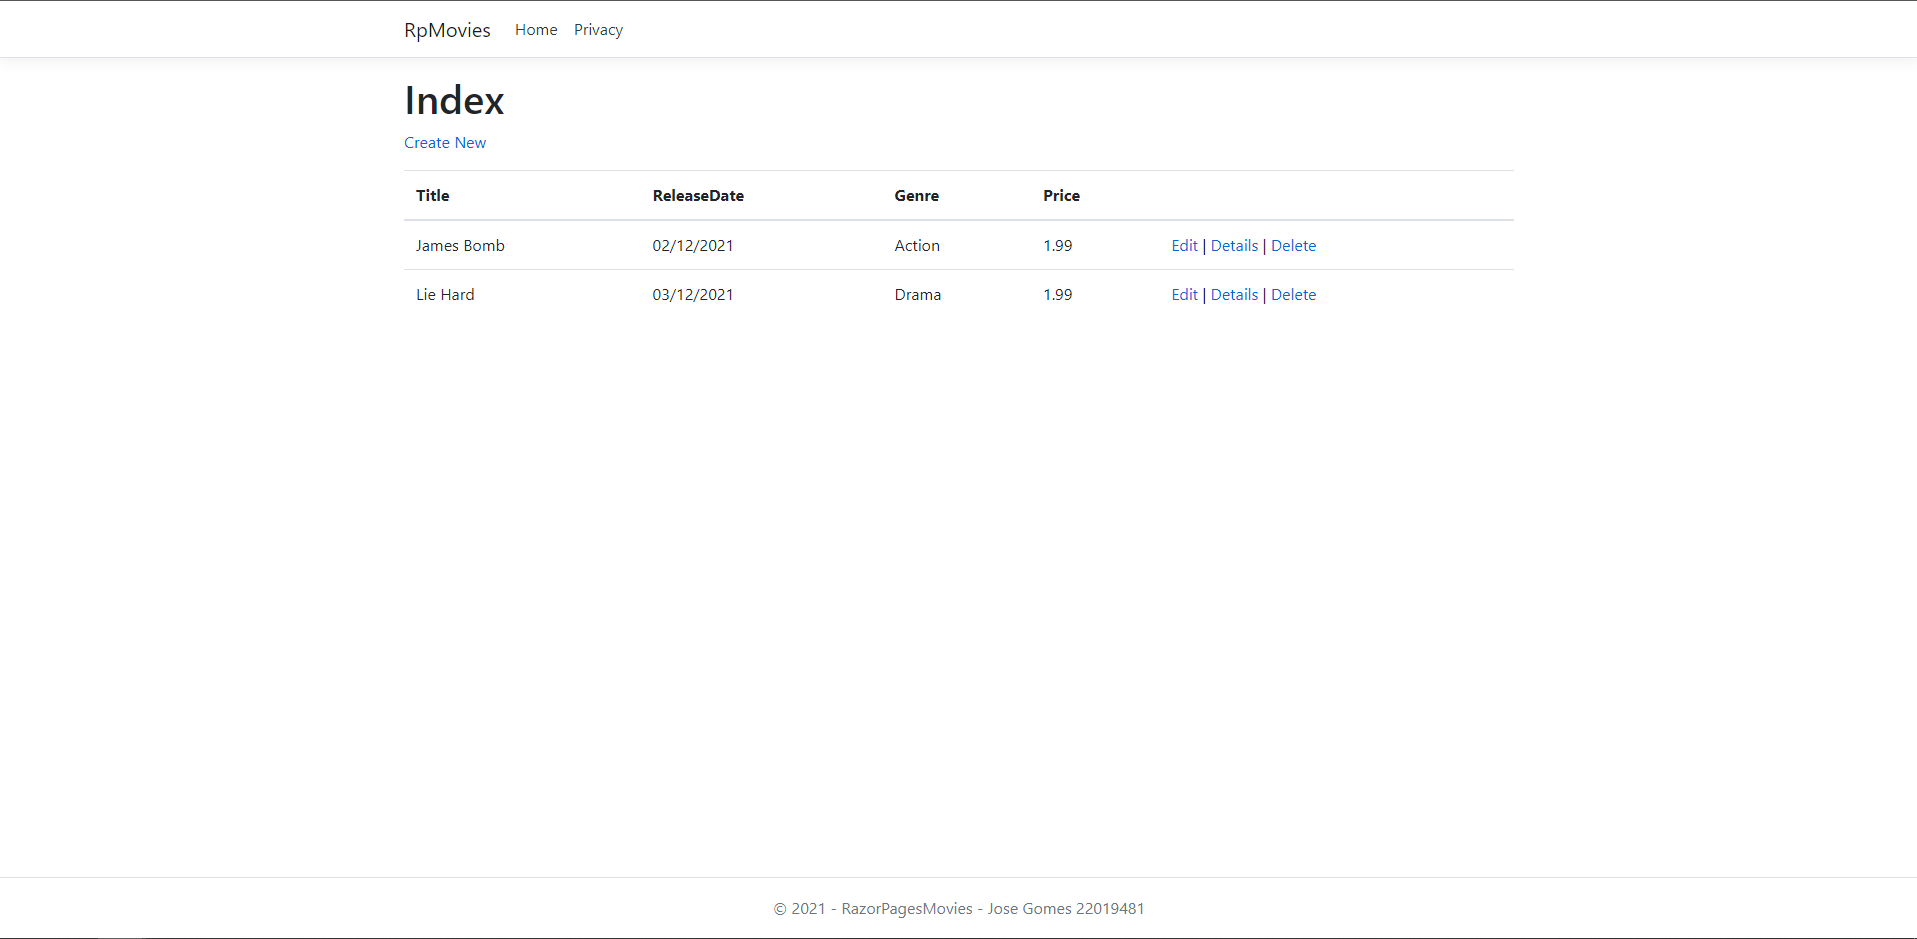 RpMovies Home Privacy
Index
Create New
Title ReleaseDate Genre Price
James Bomb 02/12/2021 Action 1.99 Edit | Details | Delete
Lie Hard 03/12/2021 Drama 1.99 Edit | Details | Delete
© 2021 - RazorPagesMovies - Jose Gomes 22019481